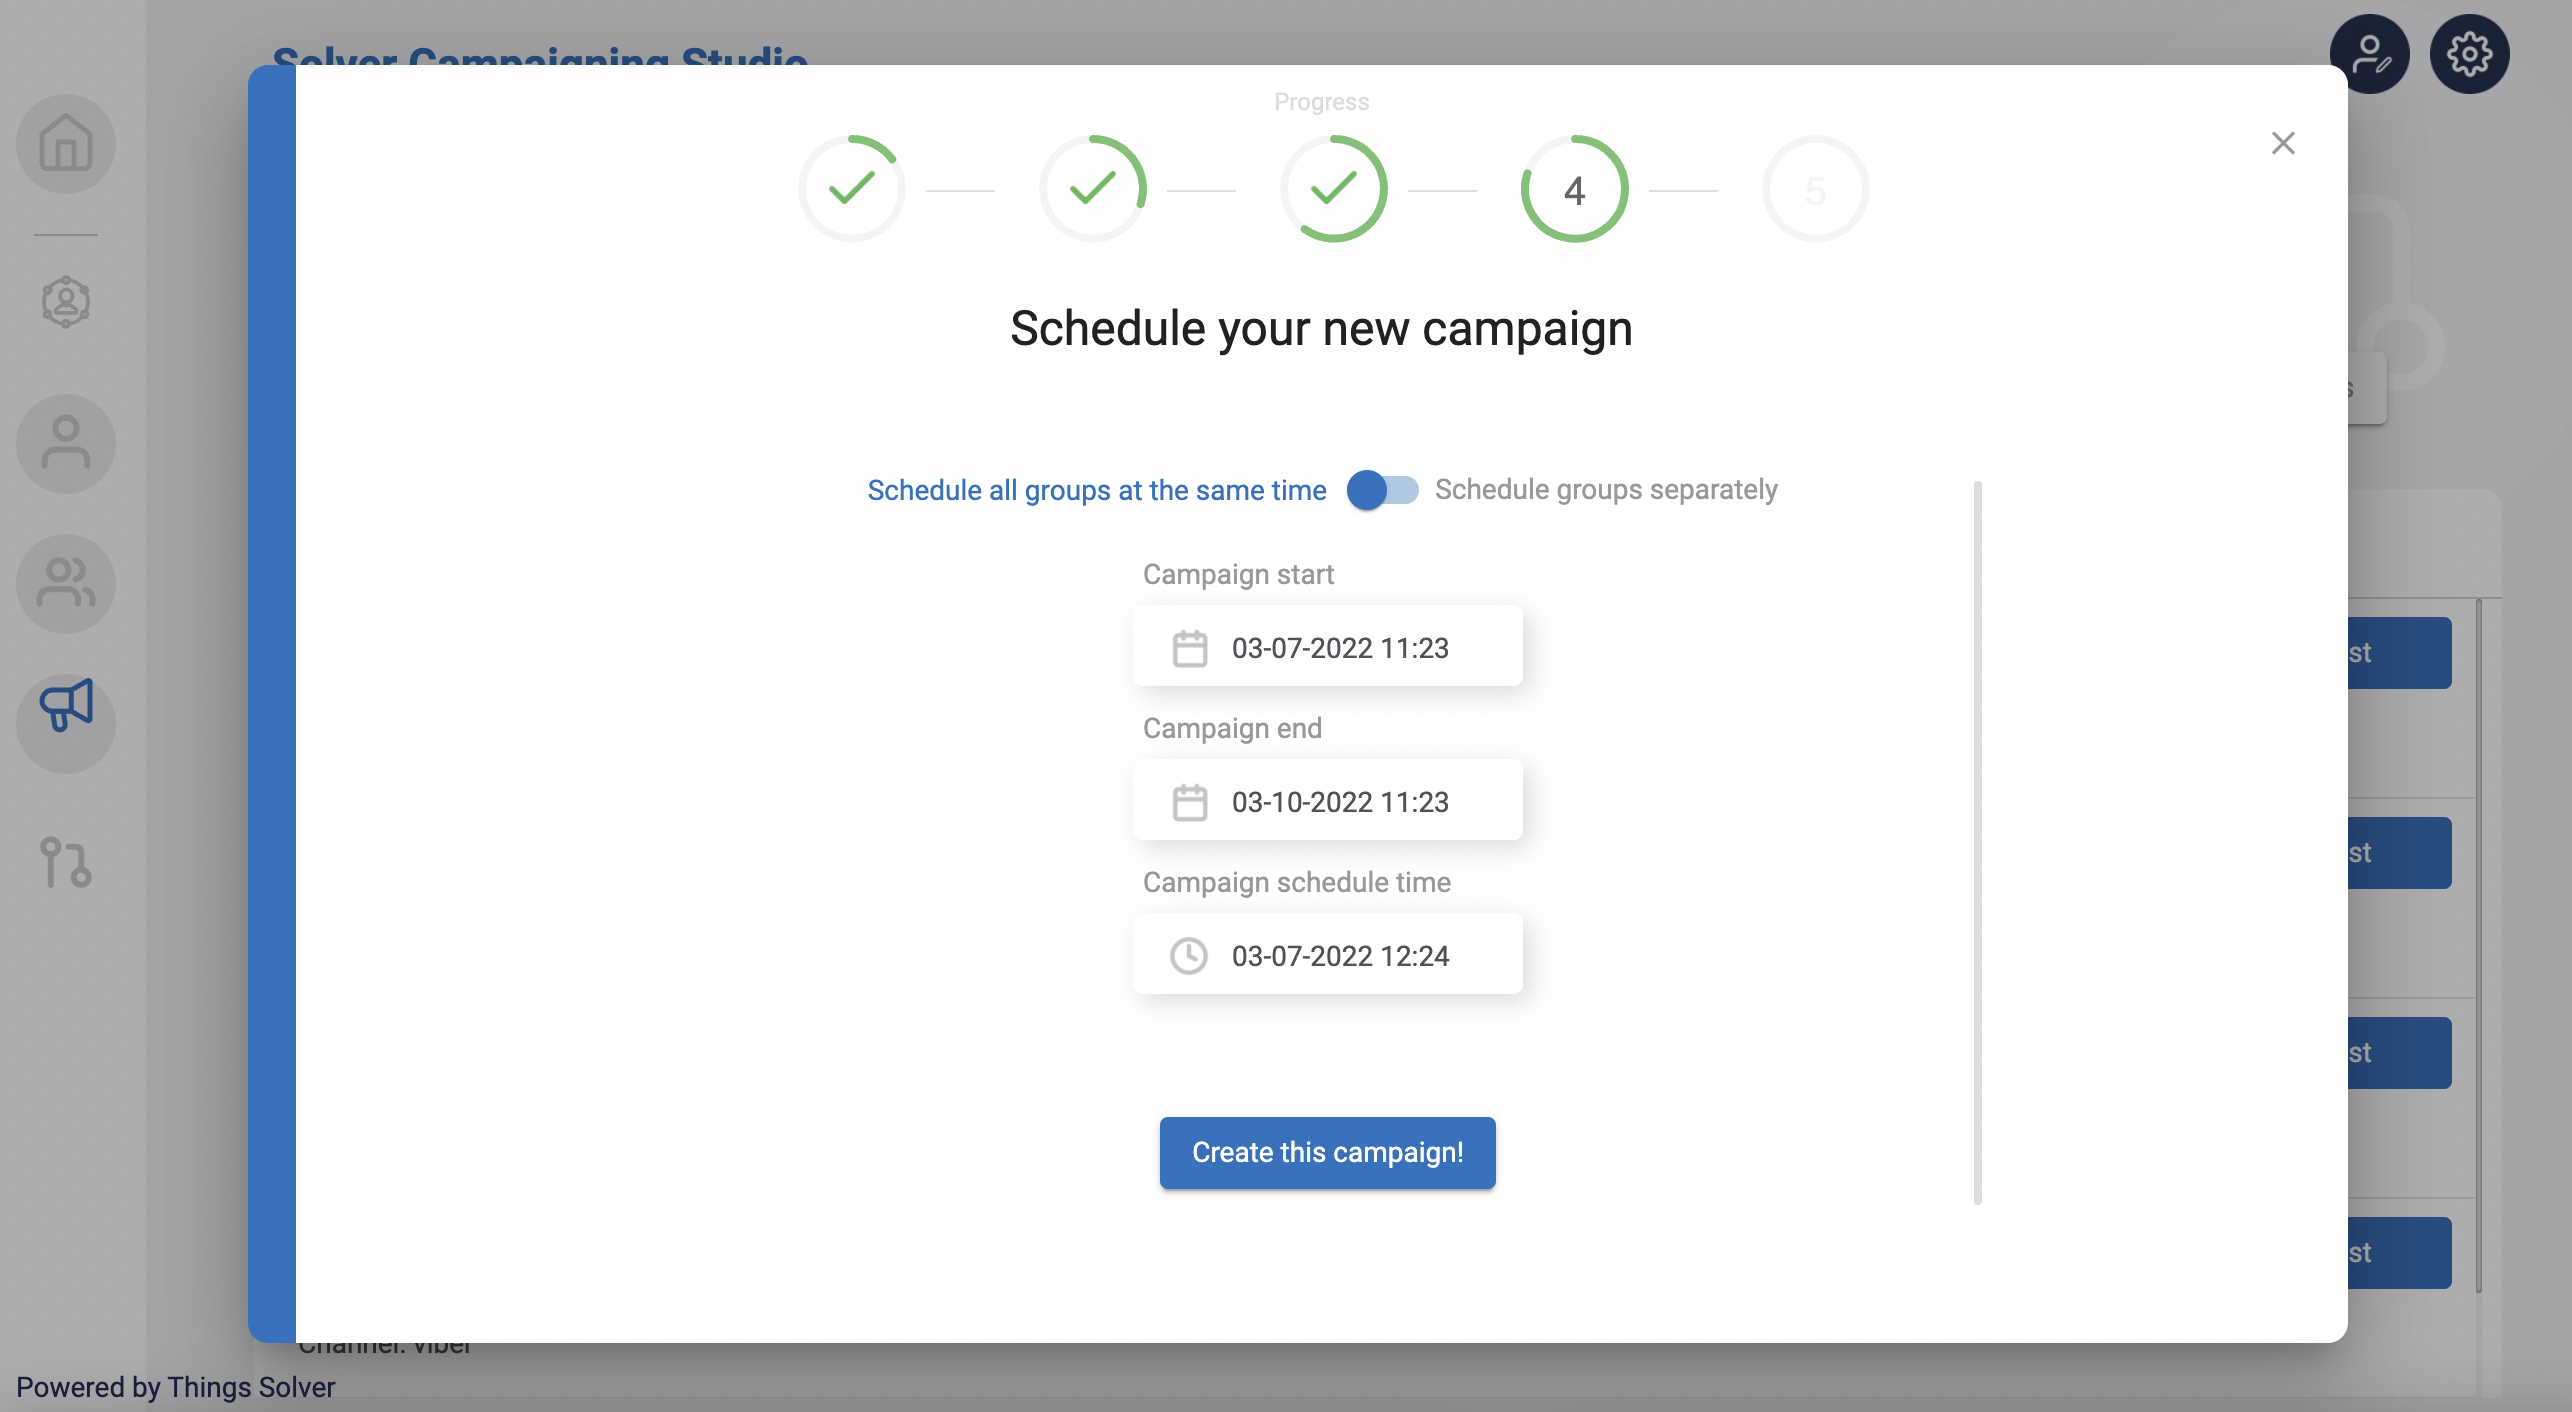 Solver Campaigning Studio
Progress
4
5
Schedule your new campaign
Schedule all groups at the same time
Schedule groups separately
Campaign start
03-07-2022 11:23
Campaign end
03-10-2022 11:23
Campaign schedule time
03-07-2022 12:24
Create this campaign!
s
st
st
st
st
Channel: viber
Powered by Things Solver